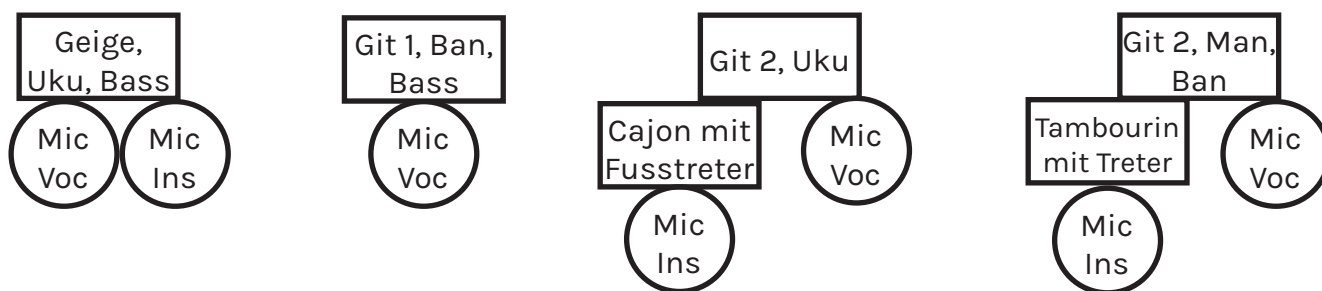 Geige,
Uku, Bass
Mic
Voc
Mic
Ins
Git 1, Ban,
Bass
Mic
Voc
Git 2, Uku
Cajon mit
Fusstreter
Mic
Voc
Mic
Ins
Git 2, Man,
Ban
Tambourin
mit Treter
Mic
Voc
Mic
Ins